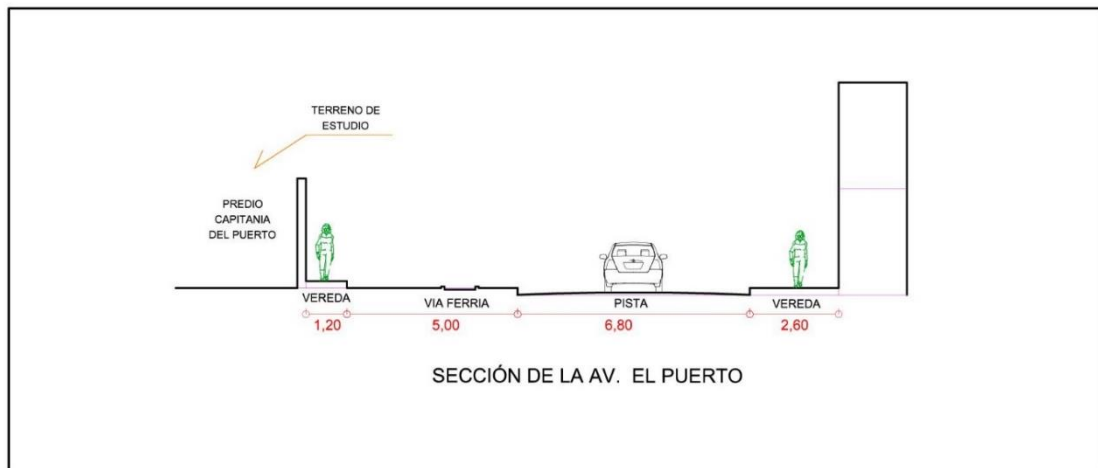 TERRENO DE
ESTUDIO
PREDIO
CAPITANIA
DEL PUERTO
VEREDA
VIA FERRIA
PISTA
VEREDA
1,20
5,00
6,80
2,60
SECCIÓN DE LA AV. EL PUERTO